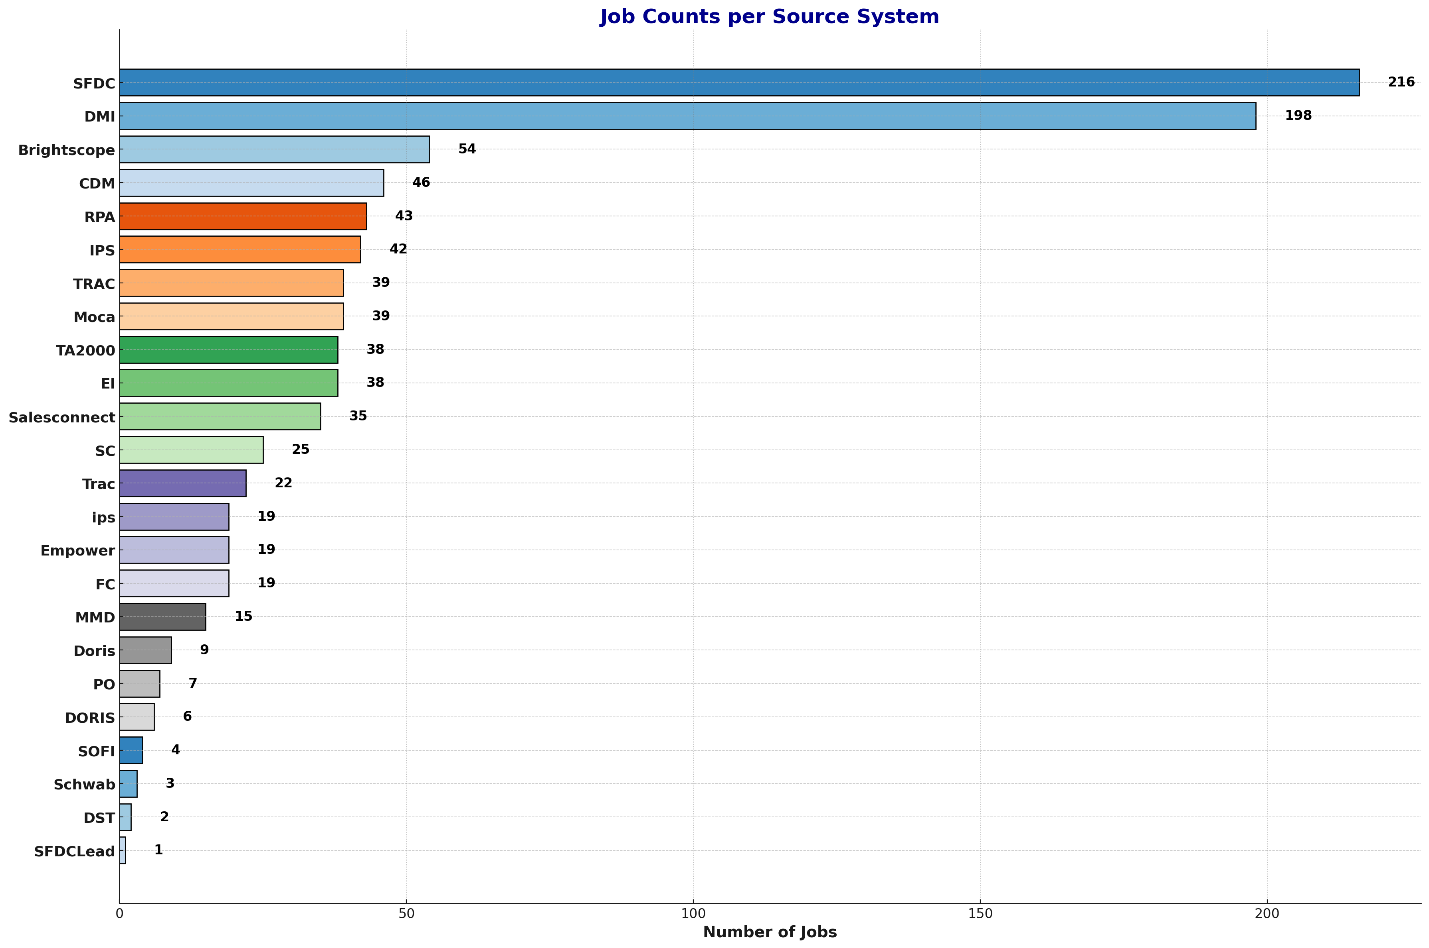 Job Counts per Source System
SFDC 216
DMI 198
Brightscope 54
CDM 46
RPA 43
IPS 42
TRAC 39
Moca 39
TA2000 38
EI 38
Salesconnect 35
SC 25
Trac 22
ips 19
Empower 19
FC 19
MMD 15
Doris 9
PO 7
DORIS 6
SOFI 4
Schwab 3
DST 2
SFDCLead 1
0 50 100 150 200
Number of Jobs